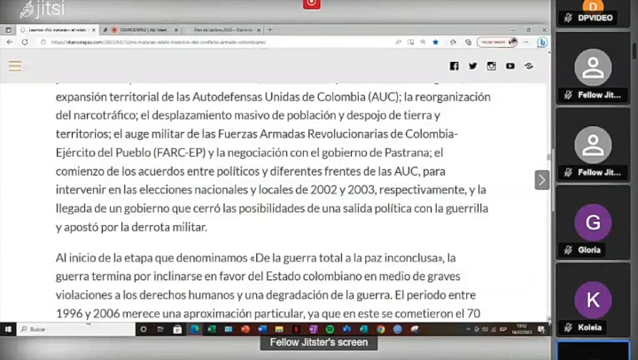 jitsi
DPVIDEO
Plan de Lectura 2022 -
Iniciar sesión
expansión territorial de las Autodefensas Unidas de Colombia (AUC); la reorganización
del narcotráfico; el desplazamiento masivo de población y despojo de tierra y
territorios; el auge militar de las Fuerzas Armadas Revolucionarias de Colombia-
Ejército del Pueblo (FARC-EP) y la negociación con el gobierno de Pastrana; el
comienzo de los acuerdos entre políticos y diferentes frentes de las AUC, para
intervenir en las elecciones nacionales y locales de 2002 y 2003, respectivamente, y la
llegada de un gobierno que cerró las posibilidades de una salida política con la guerrilla
y apostó por la derrota militar.
Al inicio de la etapa que denominamos «De la guerra total a la paz inconclusa», la
guerra termina por inclinarse en favor del Estado colombiano en medio de graves
violaciones a los derechos humanos y una degradación de la guerra. El periodo entre
1996 y 2006 merece una aproximación particular, ya que en este se cometieron el 70
Fellow Jit...
Fellow Jit...
G
Gloria
K
Koleia
Buscar
Fellow Jitster's screen